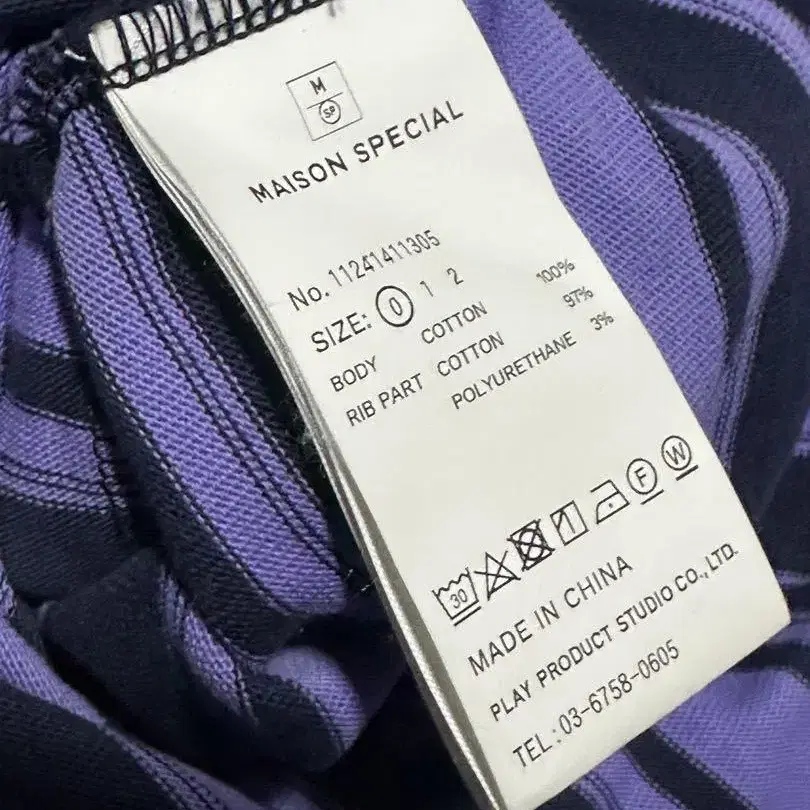 M
SP
MAISON SPECIAL
No. 11241411305
SIZE: 0 1 2
BODY COTTON 100%
RIB PART COTTON 97%
POLYURETHANE 3%
30 F W
MADE IN CHINA
PLAY PRODUCT STUDIO CO.,LTD.
TEL:03-6758-0605